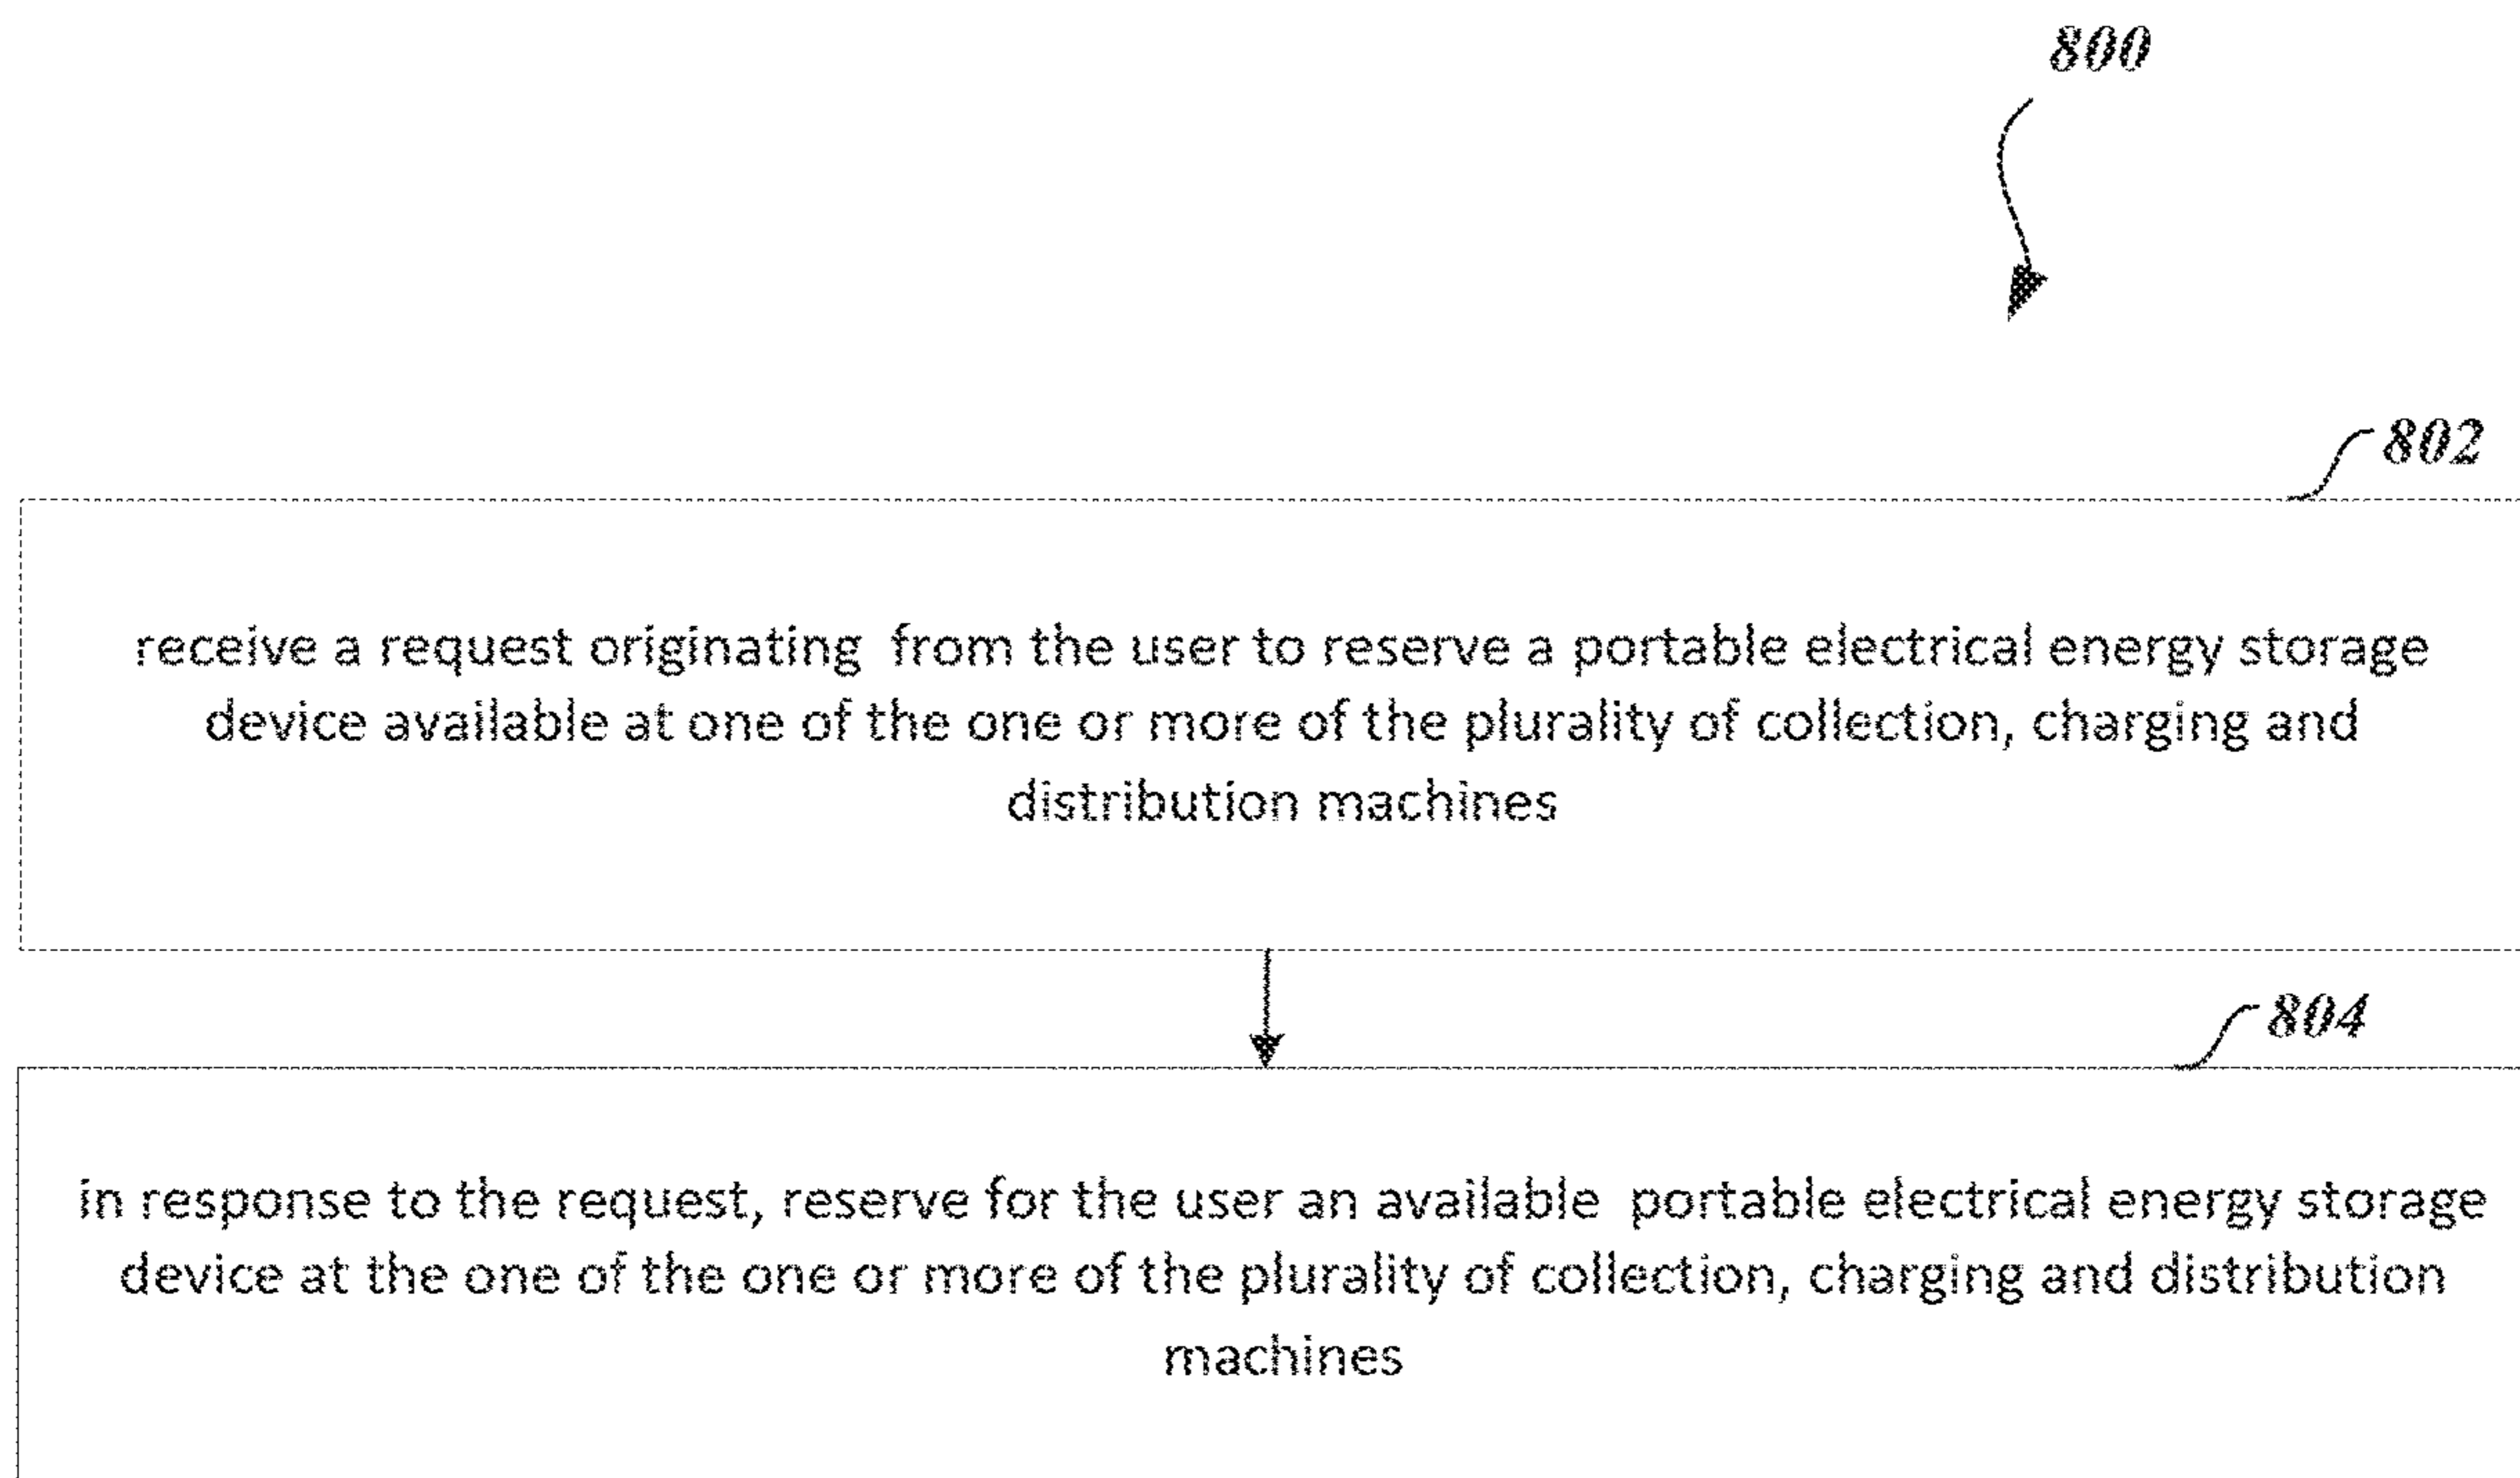 800
802
receive a request originating from the user to reserve a portable electrical energy storage
device available at one of the one or more of the plurality of collection, charging and
distribution machines
804
in response to the request, reserve for the user an available portable electrical energy storage
device at the one of the one or more of the plurality of collection, charging and distribution
machines